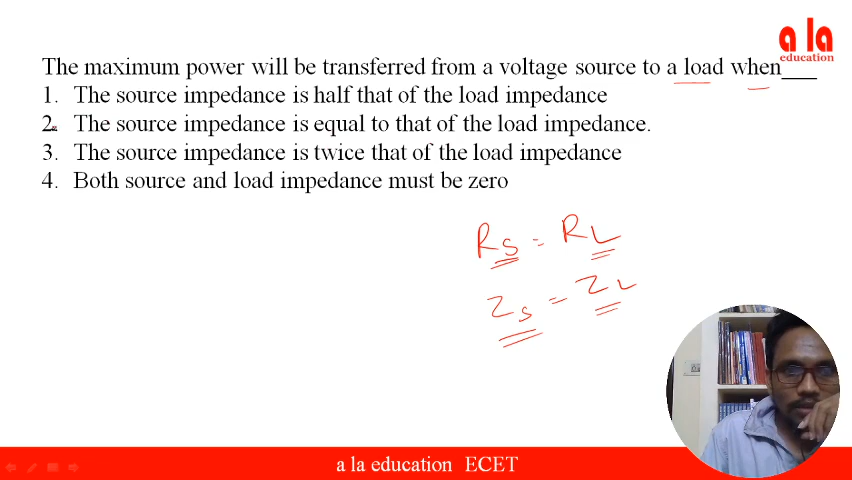 a la
education
The maximum power will be transferred from a voltage source to a load when___
1. The source impedance is half that of the load impedance
2. The source impedance is equal to that of the load impedance.
3. The source impedance is twice that of the load impedance
4. Both source and load impedance must be zero
RS = RL
ZS = ZL
a la education ECET